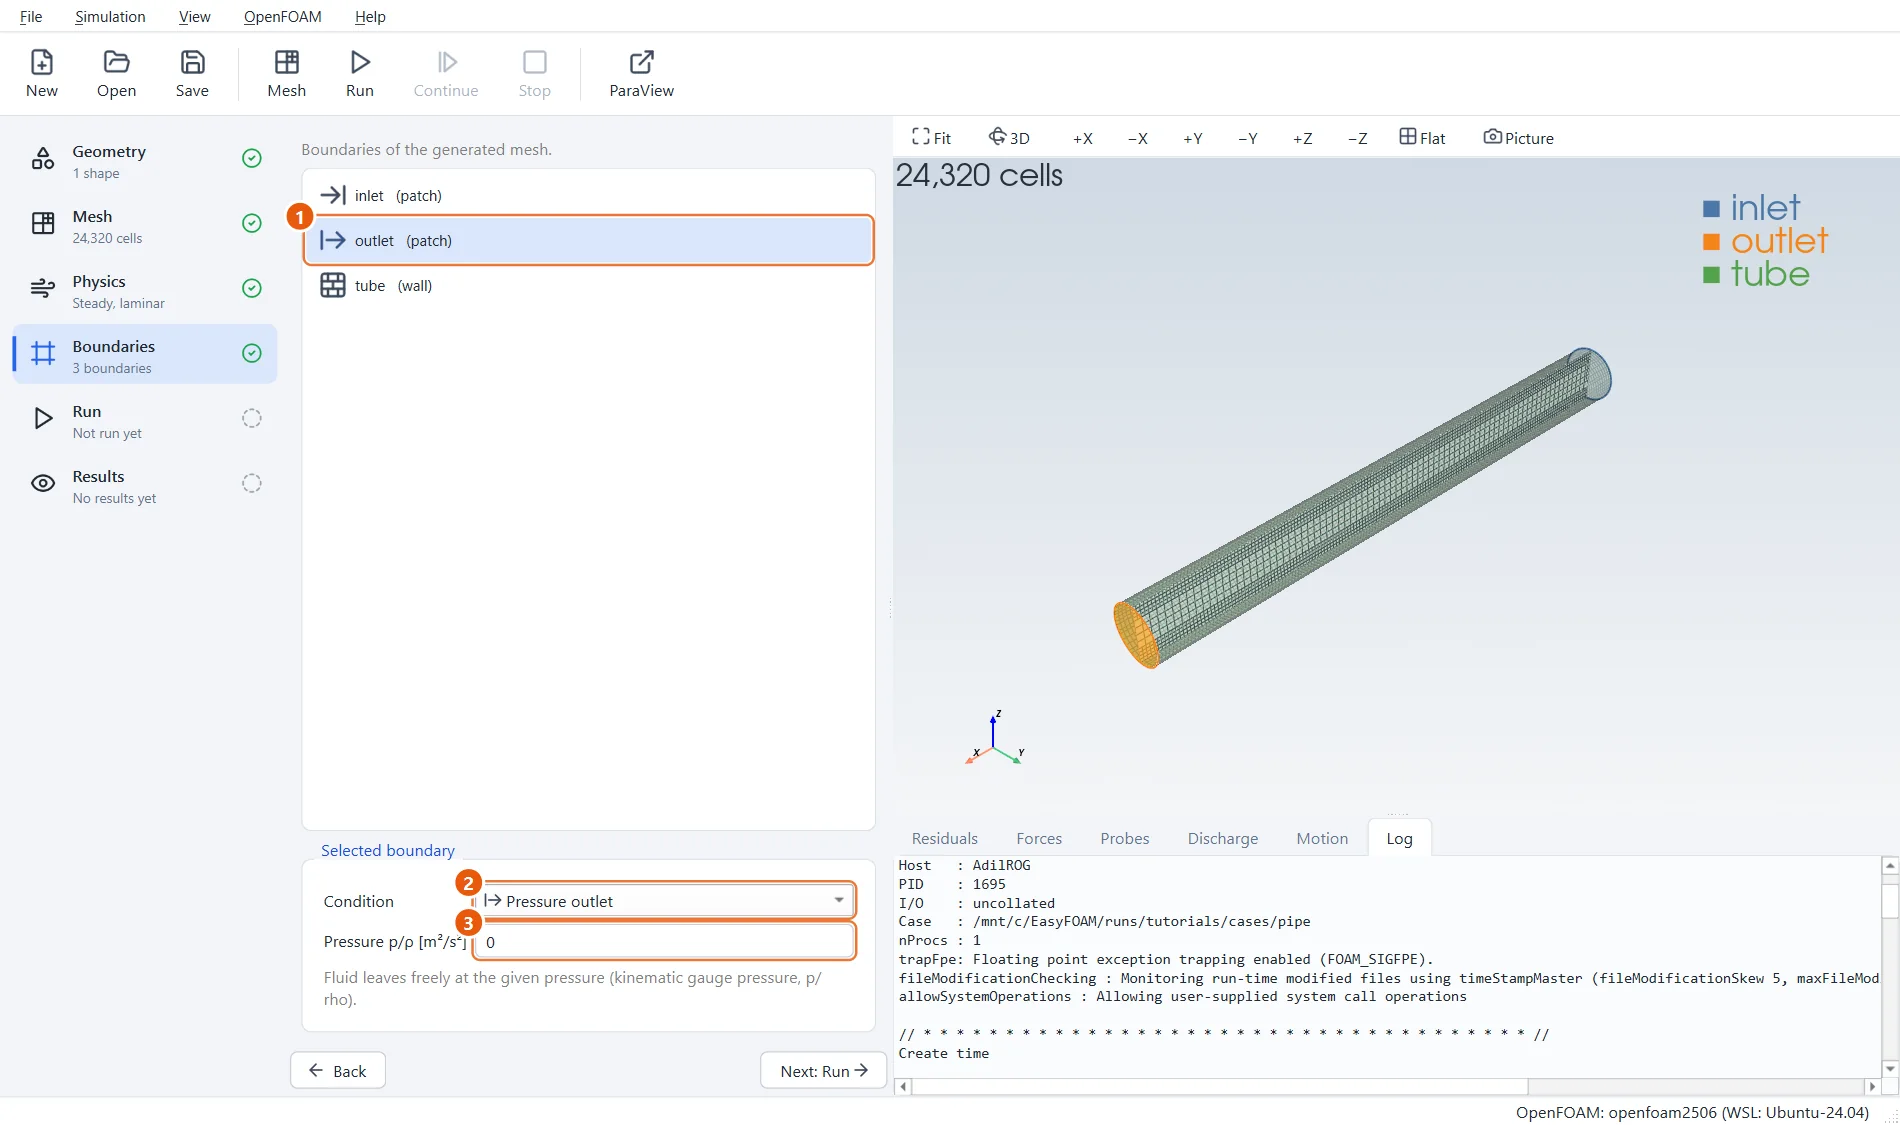 File Simulation View OpenFOAM Help
New Open Save Mesh Run Continue Stop ParaView
Geometry
1 shape
Mesh
24,320 cells
Physics
Steady, laminar
Boundaries
3 boundaries
Run
Not run yet
Results
No results yet
Boundaries of the generated mesh.
inlet (patch)
1
outlet (patch)
tube (wall)
Selected boundary
2
Condition Pressure outlet
3
Pressure p/ρ [m²/s²] 0
Fluid leaves freely at the given pressure (kinematic gauge pressure, p/
rho).
Back Next: Run
Fit 3D +X −X +Y −Y +Z −Z Flat Picture
24,320 cells
inlet
outlet
tube
Z
X Y
Residuals Forces Probes Discharge Motion Log
Host   : AdilROG
PID    : 1695
I/O    : uncollated
Case   : /mnt/c/EasyFOAM/runs/tutorials/cases/pipe
nProcs : 1
trapFpe: Floating point exception trapping enabled (FOAM_SIGFPE).
fileModificationChecking : Monitoring run-time modified files using timeStampMaster (fileModificationSkew 5, maxFileMod
allowSystemOperations : Allowing user-supplied system call operations
// * * * * * * * * * * * * * * * * * * * * * * * * * * * * * * * * * * * * * //
Create time
OpenFOAM: openfoam2506 (WSL: Ubuntu-24.04)